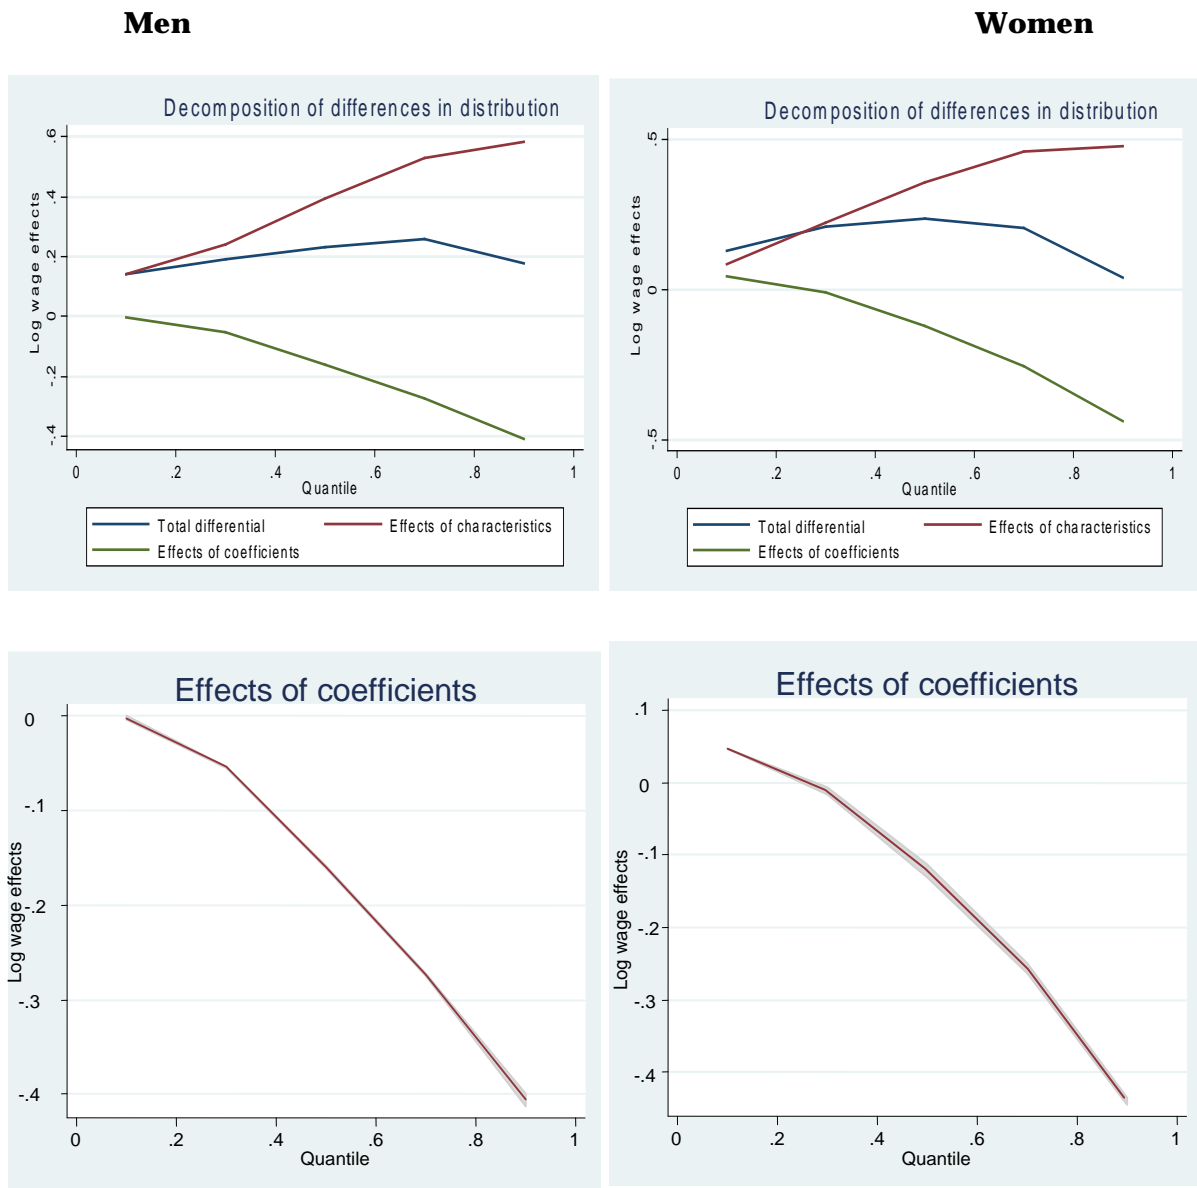 Men
Women
Decomposition of differences in distribution
Log wage effects
.6
.4
.2
0
-.2
-.4
0 .2 .4 .6 .8 1
Quantile
Total differential
Effects of characteristics
Effects of coefficients
Decomposition of differences in distribution
Log wage effects
.5
0
-.5
0 .2 .4 .6 .8 1
Quantile
Total differential
Effects of characteristics
Effects of coefficients
Effects of coefficients
Log wage effects
0
-.1
-.2
-.3
-.4
0 .2 .4 .6 .8 1
Quantile
Effects of coefficients
Log wage effects
.1
0
-.1
-.2
-.3
-.4
0 .2 .4 .6 .8 1
Quantile